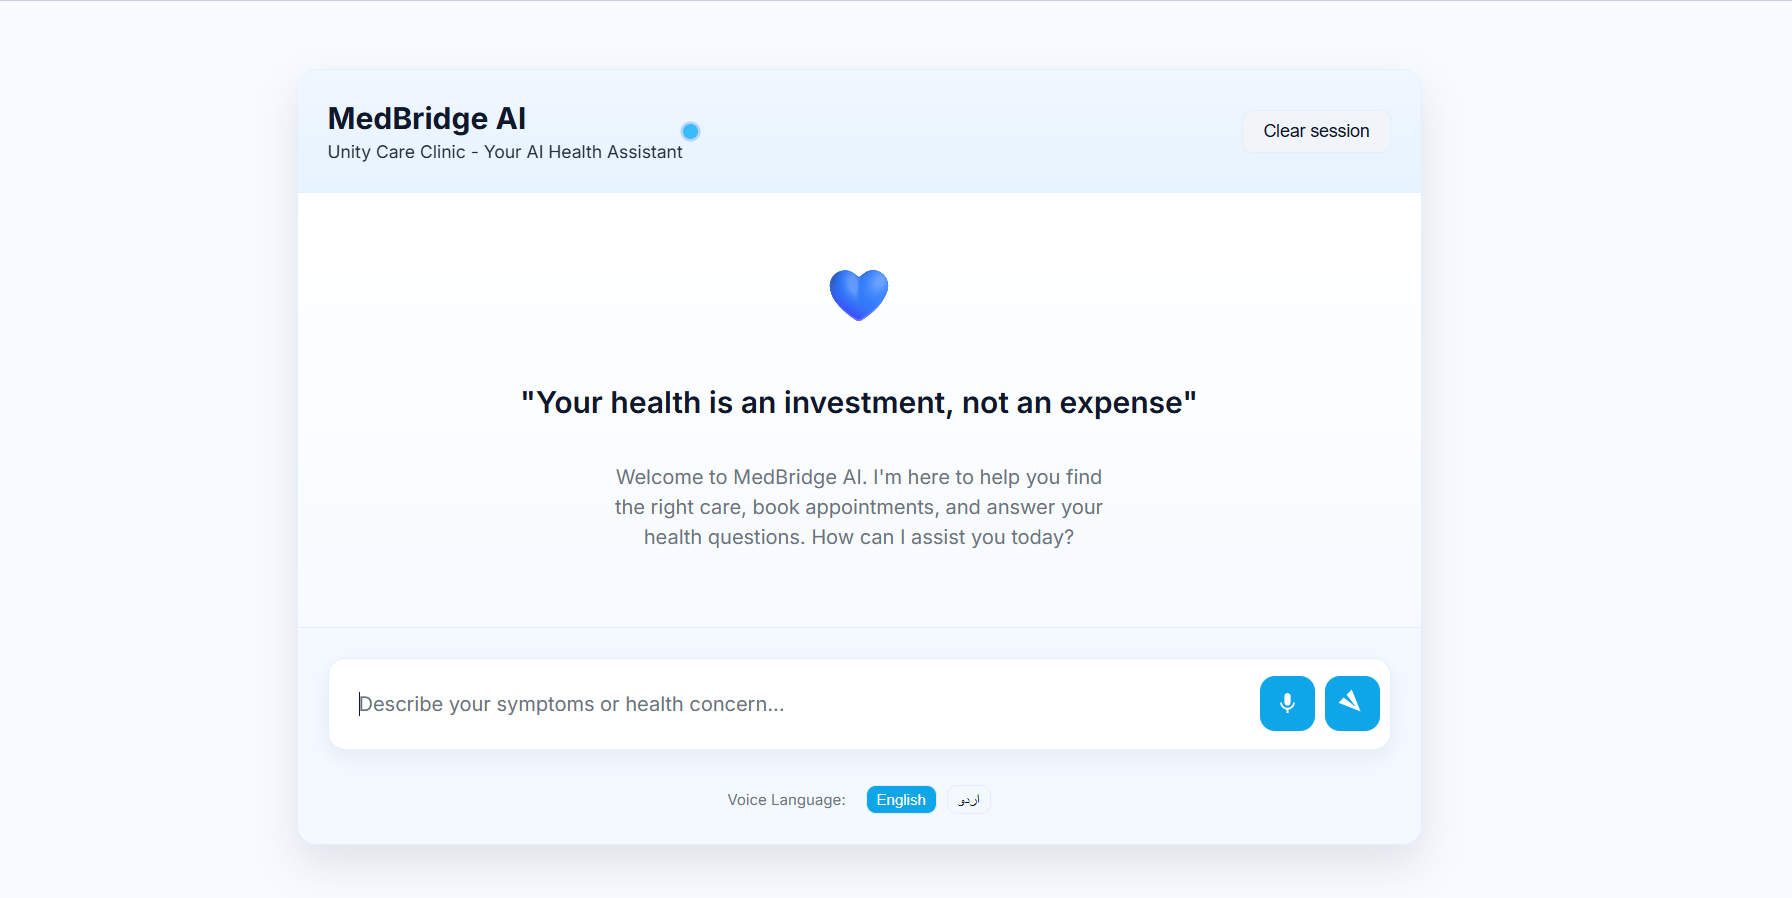 MedBridge AI
Unity Care Clinic - Your AI Health Assistant
Clear session
"Your health is an investment, not an expense"
Welcome to MedBridge AI. I'm here to help you find
the right care, book appointments, and answer your
health questions. How can I assist you today?
Describe your symptoms or health concern...
Voice Language:
English
اردو